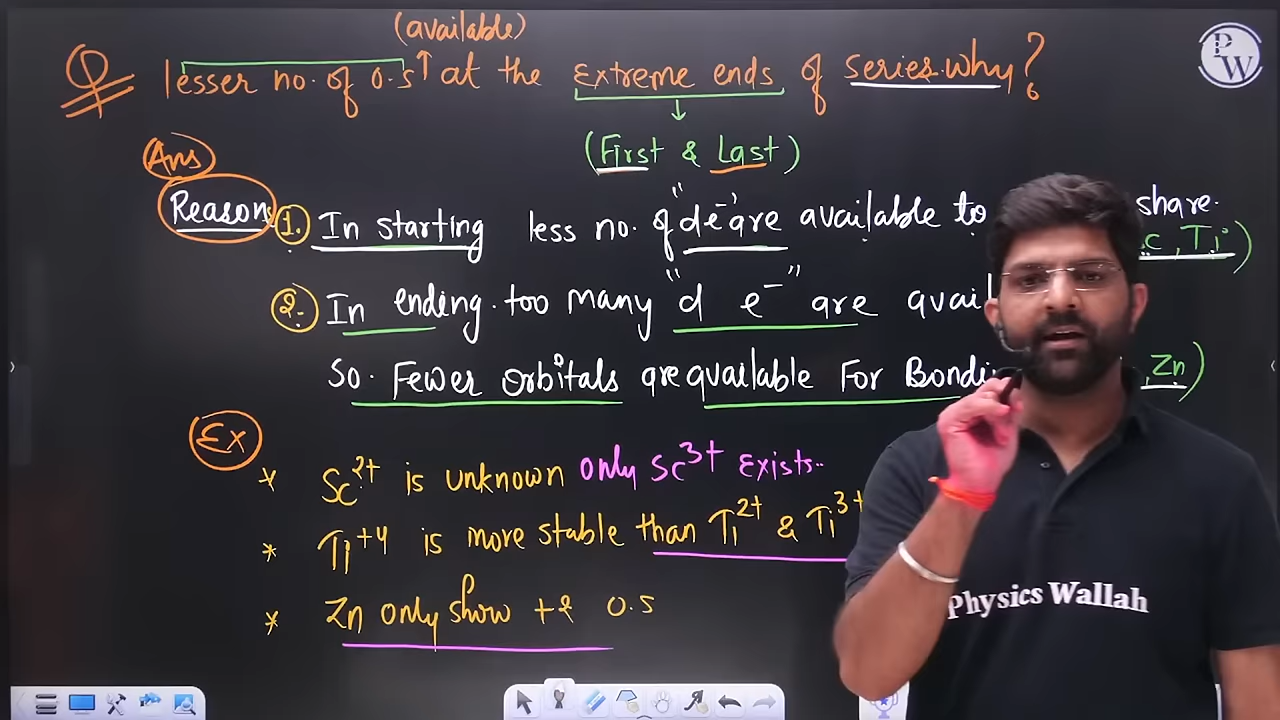 (available)
Q lesser no. of o.s ↑ at the Extreme ends of series.why?
PW
(First & Last)
Ans
Reason 1. In starting less no. of "de⁻" are available to share.
Sc, Ti)
2. In ending. too many "d e⁻" are avail
So. Fewer orbitals are available For Bondi Zn)
Ex
* Sc²⁺ is unknown only Sc³⁺ Exists..
* Ti⁺⁴ is more stable than Ti²⁺ & Ti³⁺
* Zn only show +2 o.s
Physics Wallah